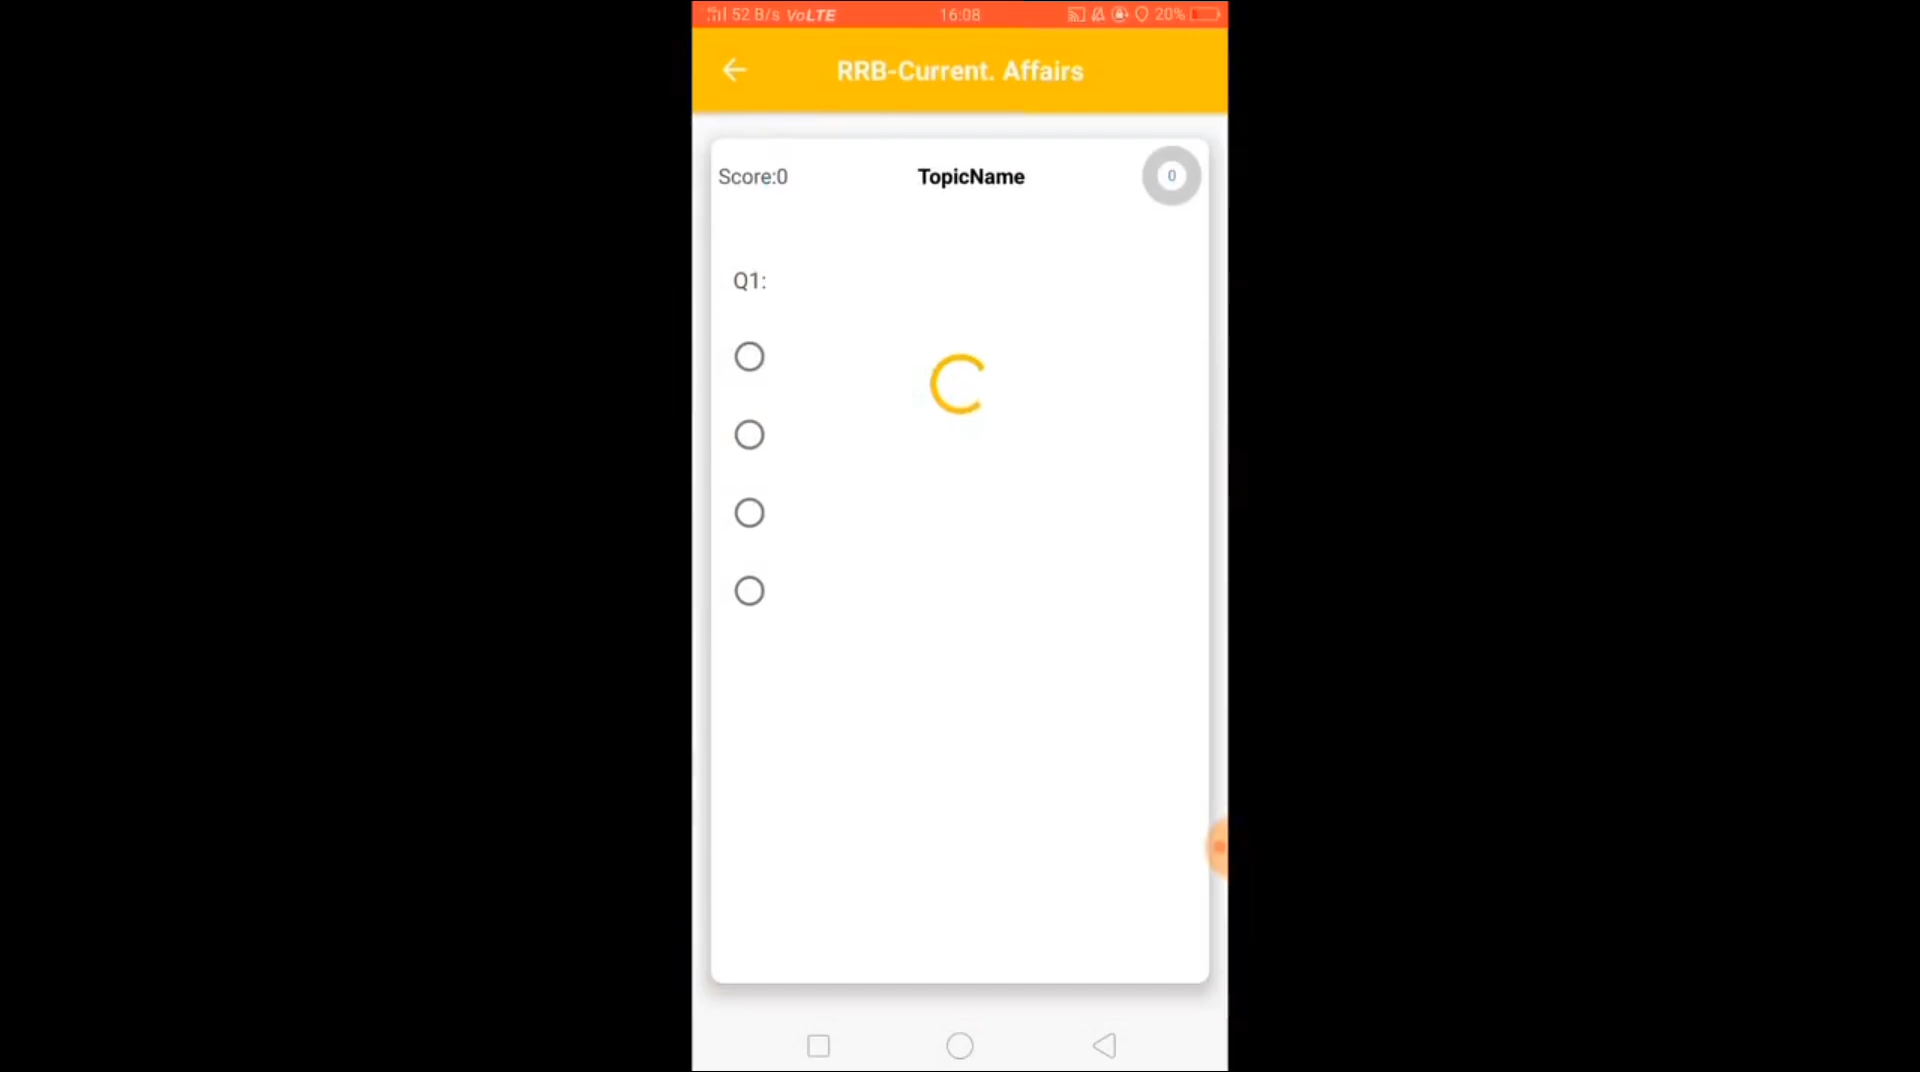 52 B/s VoLTE 16:08 20%
RRB-Current. Affairs
Score:0 TopicName 0
Q1: